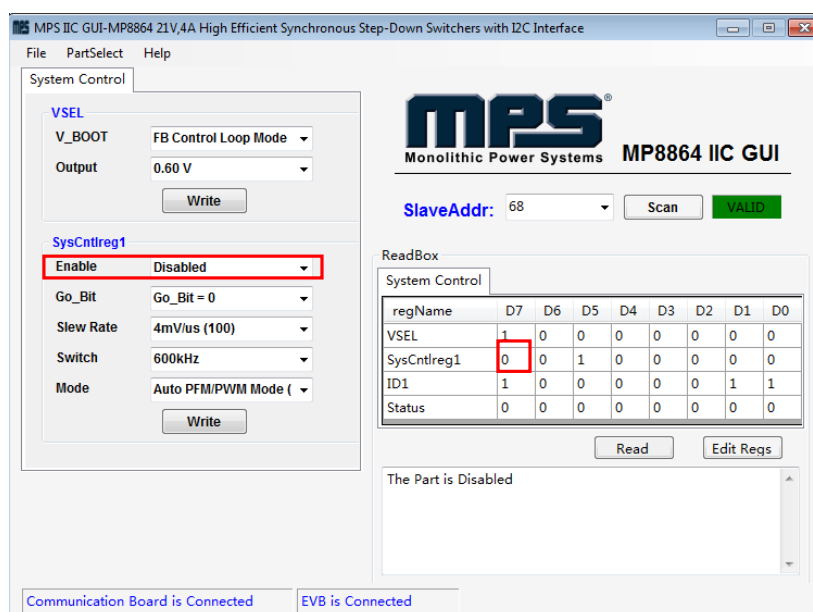 MPS IIC GUI-MP8864 21V,4A High Efficient Synchronous Step-Down Switchers with I2C Interface
File PartSelect Help
System Control
VSEL
V_BOOT FB Control Loop Mode
Output 0.60 V
Write
SysCntlreg1
Enable Disabled
Go_Bit Go_Bit = 0
Slew Rate 4mV/us (100)
Switch 600kHz
Mode Auto PFM/PWM Mode (
Write
mps®
Monolithic Power Systems MP8864 IIC GUI
SlaveAddr: 68 Scan VALID
ReadBox
System Control
regName D7 D6 D5 D4 D3 D2 D1 D0
VSEL 1 0 0 0 0 0 0 0
SysCntlreg1 0 0 1 0 0 0 0 0
ID1 1 0 0 0 0 0 1 1
Status 0 0 0 0 0 0 0 0
Read Edit Regs
The Part is Disabled
Communication Board is Connected EVB is Connected